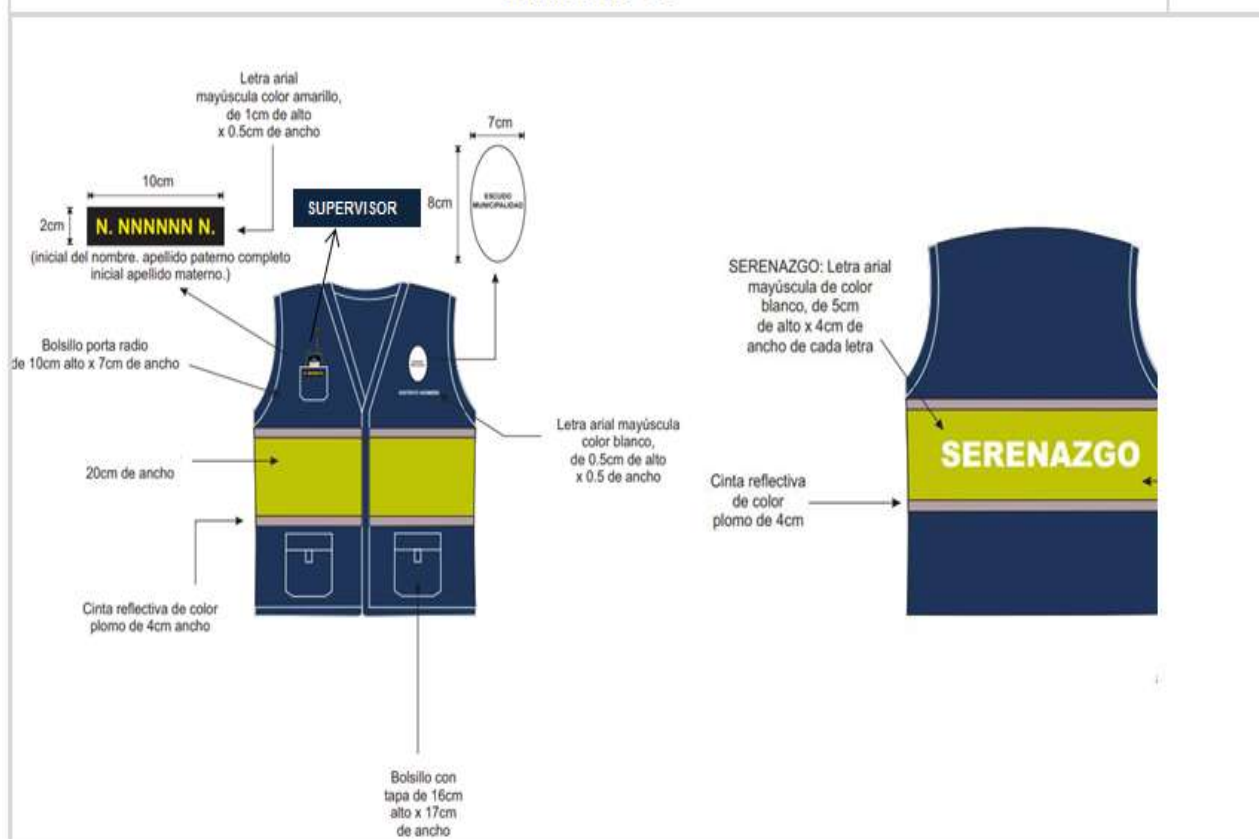 Letra arial
mayúscula color amarillo,
de 1cm de alto
x 0.5cm de ancho
7cm
10cm
2cm
N. NNNNNN N.
SUPERVISOR
8cm
ESCUDO
MUNICIPALIDAD
(inicial del nombre. apellido paterno completo
inicial apellido materno.)
Bolsillo porta radio
de 10cm alto x 7cm de ancho
20cm de ancho
Cinta reflectiva de color
plomo de 4cm ancho
Letra arial mayúscula
color blanco,
de 0.5cm de alto
x 0.5 de ancho
Bolsillo con
tapa de 16cm
alto x 17cm
de ancho
SERENAZGO: Letra arial
mayúscula de color
blanco, de 5cm
de alto x 4cm de
ancho de cada letra
SERENAZGO
Cinta reflectiva
de color
plomo de 4cm